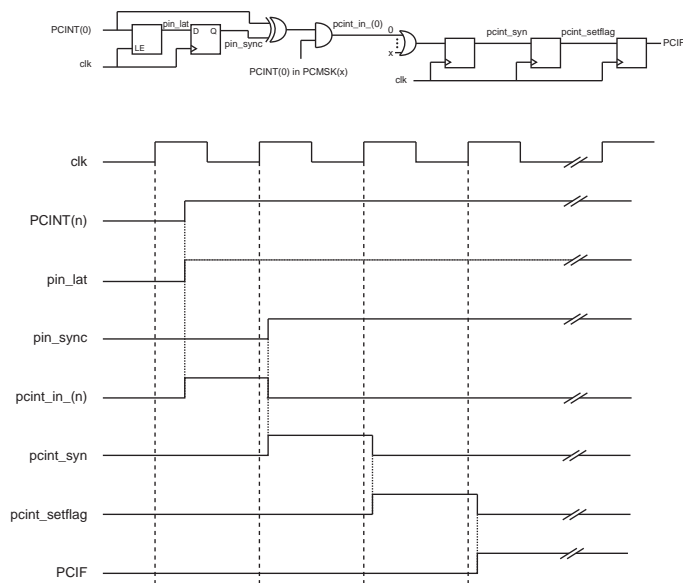 PCINT(0)
pin_lat
LE
D Q
pin_sync
clk
PCINT(0) in PCMSK(x)
pcint_in_(0)
0
x
clk
pcint_syn
pcint_setflag
PCIF
clk
PCINT(n)
pin_lat
pin_sync
pcint_in_(n)
pcint_syn
pcint_setflag
PCIF